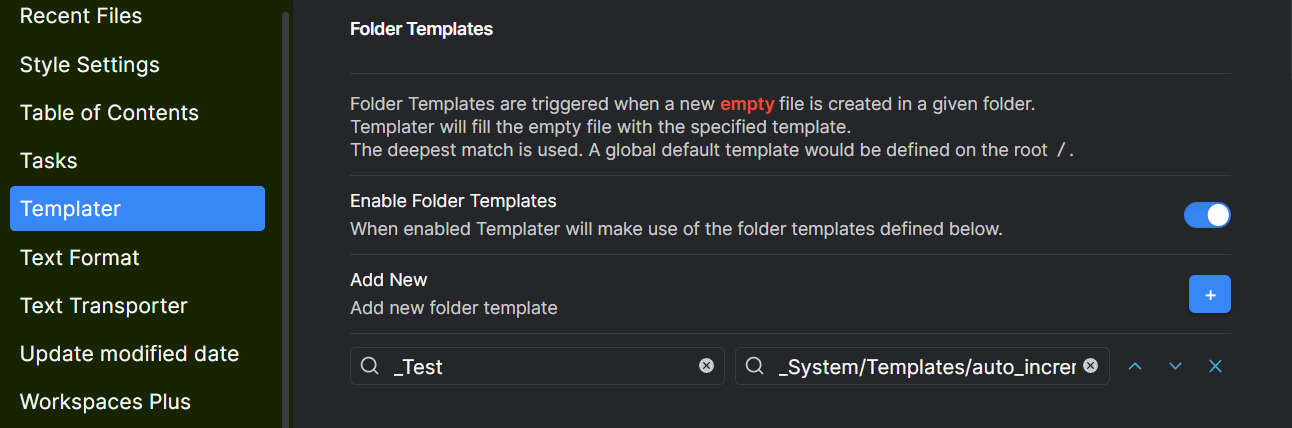 Recent Files
Style Settings
Table of Contents
Tasks
Templater
Text Format
Text Transporter
Update modified date
Workspaces Plus
Folder Templates
Folder Templates are triggered when a new empty file is created in a given folder.
Templater will fill the empty file with the specified template.
The deepest match is used. A global default template would be defined on the root /.
Enable Folder Templates
When enabled Templater will make use of the folder templates defined below.
Add New
Add new folder template
+
_Test
_System/Templates/auto_increr